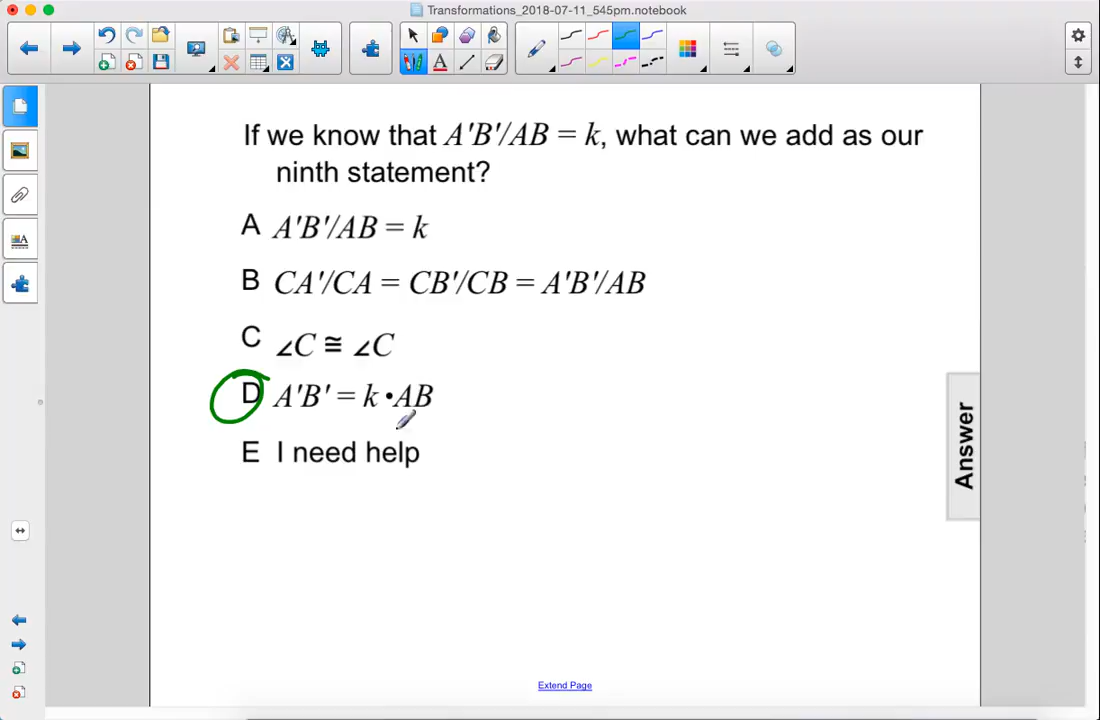 Transformations_2018-07-11_545pm.notebook
If we know that A'B'/AB = k, what can we add as our
ninth statement?
A A'B'/AB = k
B CA'/CA = CB'/CB = A'B'/AB
C ∠C ≅ ∠C
D A'B' = k •AB
E I need help
Answer
Extend Page